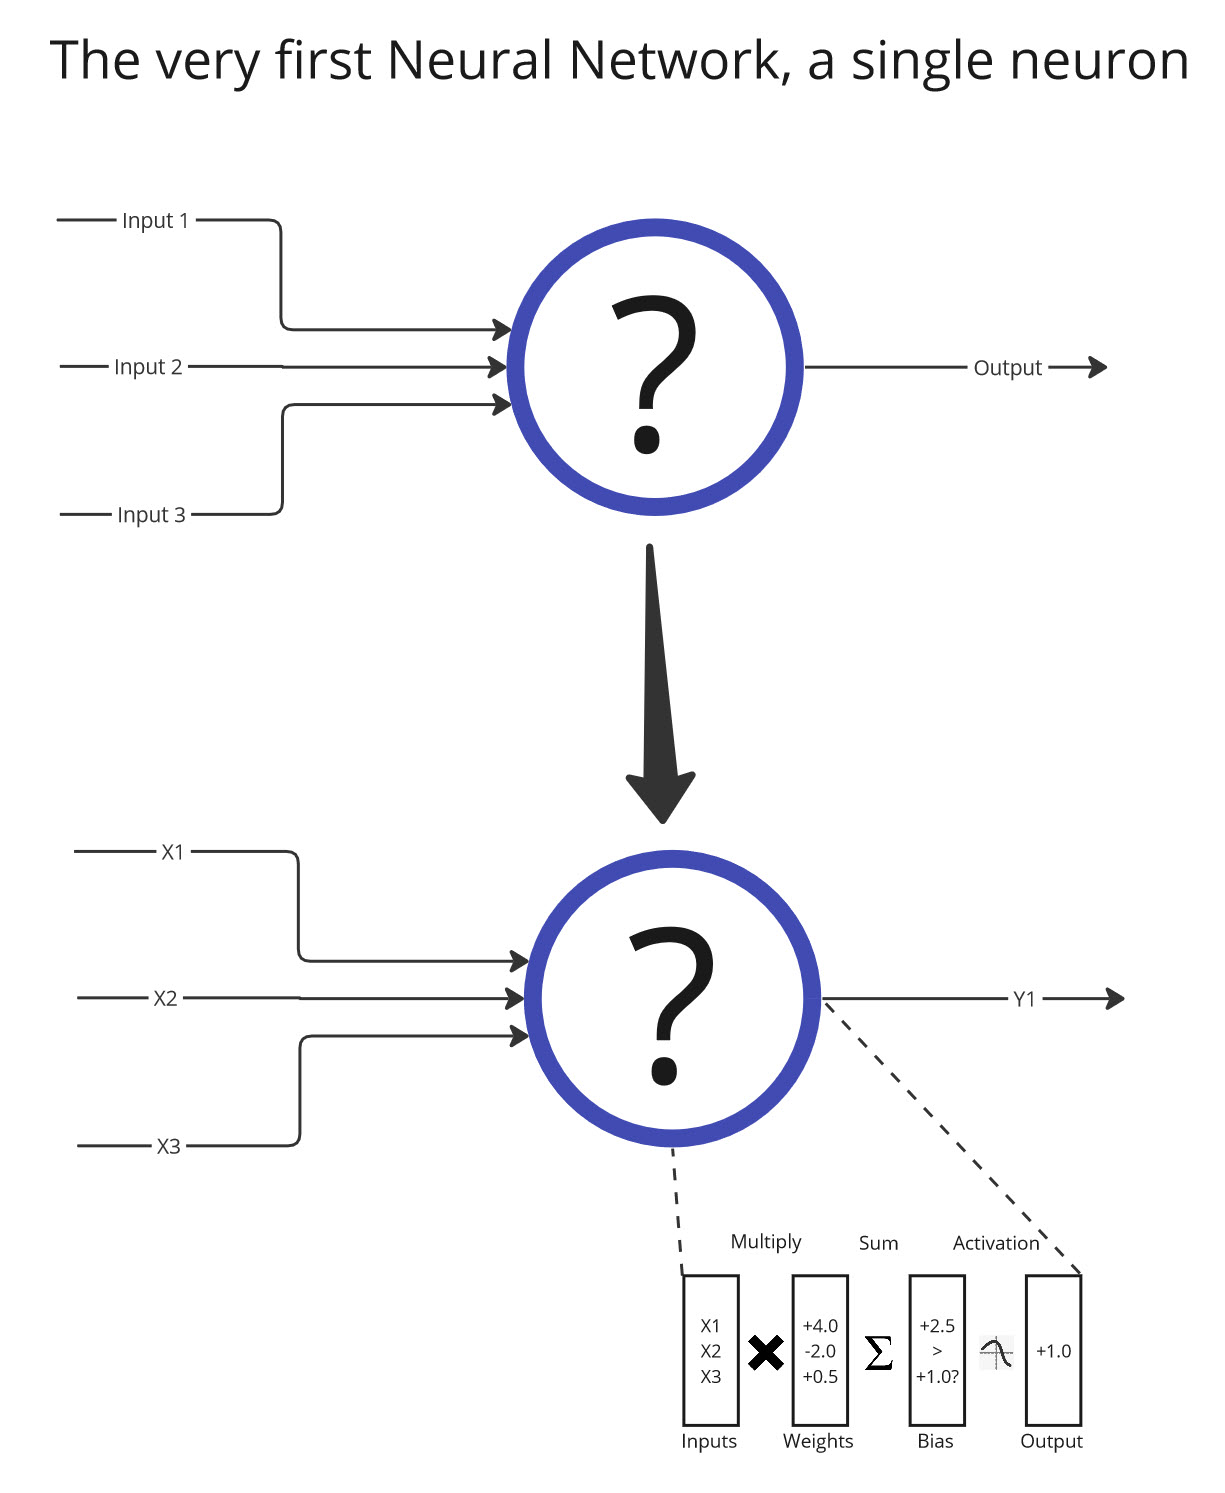 The very first Neural Network, a single neuron
Input 1
Input 2
Input 3
?
Output
X1
X2
X3
?
Y1
Multiply
Sum
Activation
X1
X2
X3
+4.0
-2.0
+0.5
Σ
+2.5
>
+1.0?
+1.0
Inputs
Weights
Bias
Output